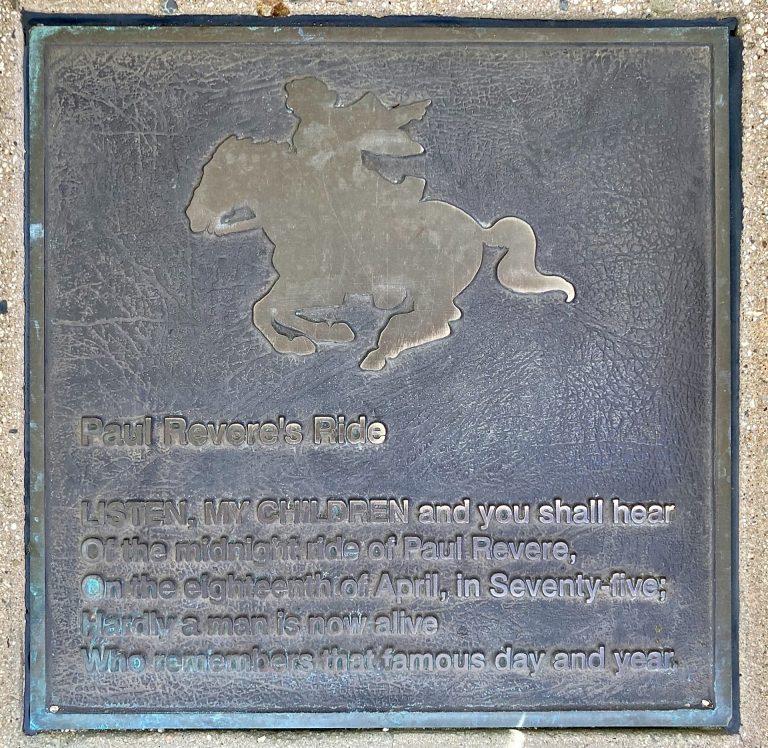 Paul Revere's Ride
LISTEN, MY CHILDREN and you shall hear
Of the midnight ride of Paul Revere,
On the eighteenth of April, in Seventy-five;
Hardly a man is now alive
Who remembers that famous day and year.